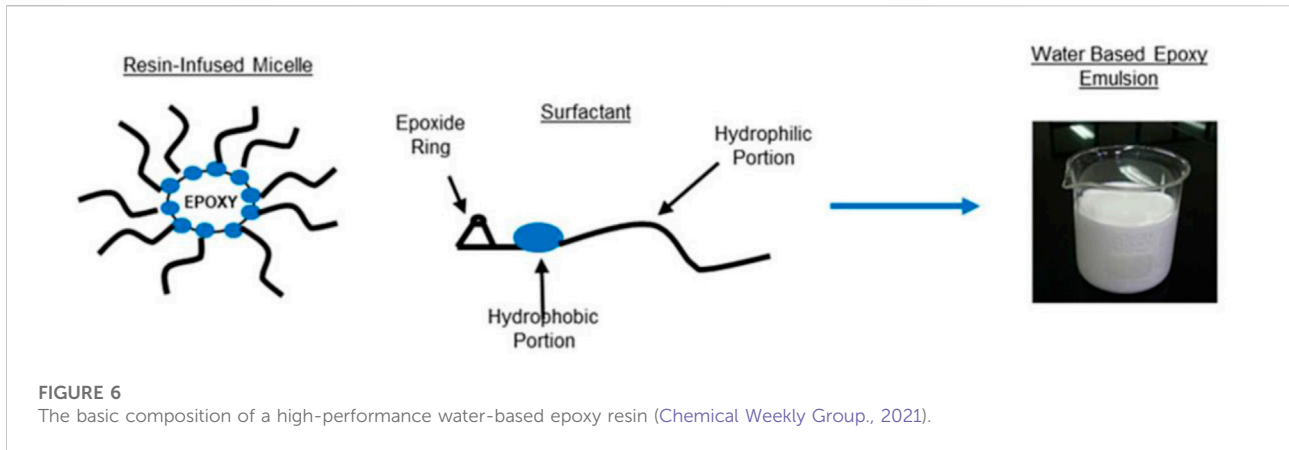 Resin-Infused Micelle
EPOXY
Surfactant
Epoxide
Ring
Hydrophilic
Portion
Hydrophobic
Portion
Water Based Epoxy
Emulsion
FIGURE 6
The basic composition of a high-performance water-based epoxy resin (Chemical Weekly Group., 2021).